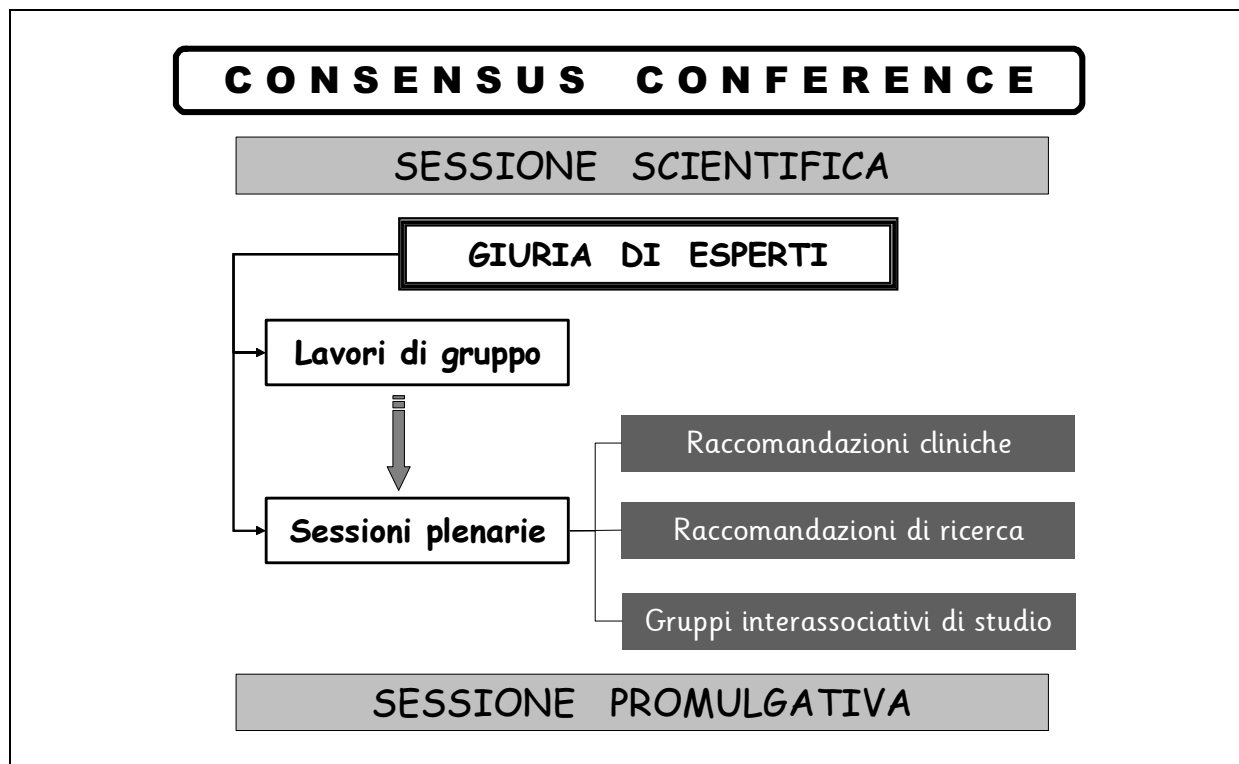 CONSENSUS CONFERENCE
SESSIONE SCIENTIFICA
GIURIA DI ESPERTI
Lavori di gruppo
Raccomandazioni cliniche
Sessioni plenarie
Raccomandazioni di ricerca
Gruppi interassociativi di studio
SESSIONE PROMULGATIVA